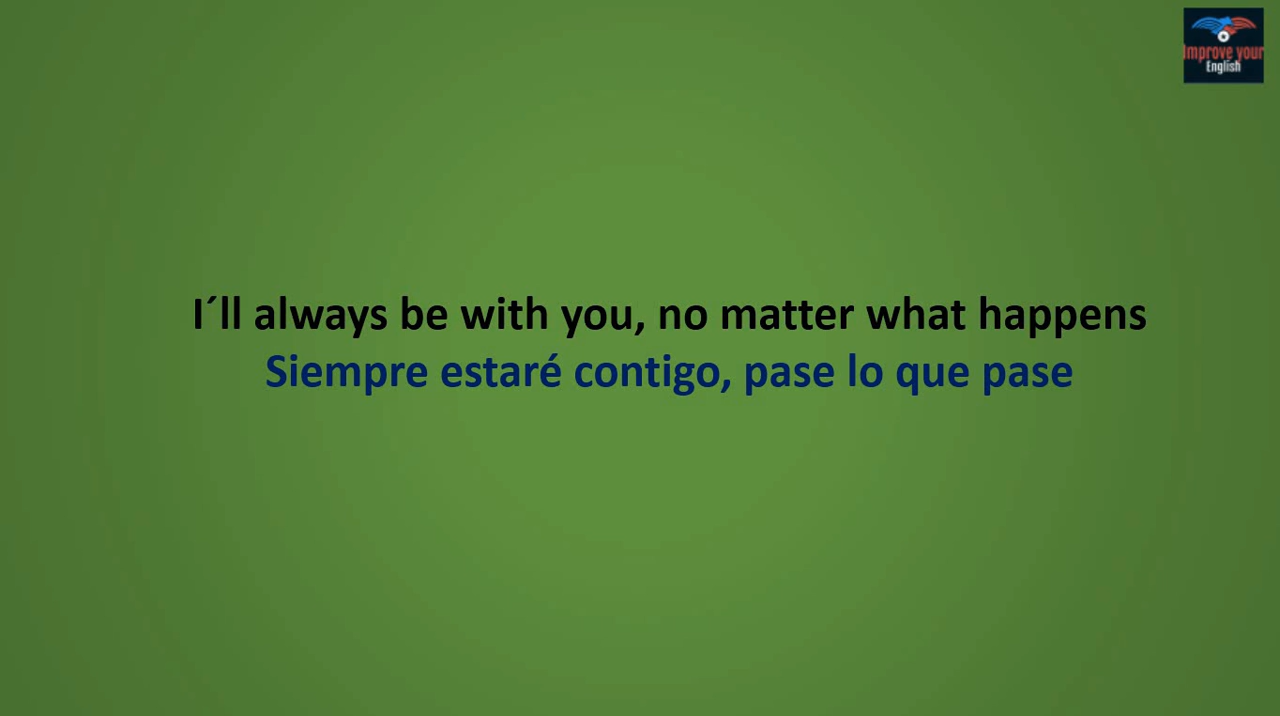 Improve your
English
I´ll always be with you, no matter what happens
Siempre estaré contigo, pase lo que pase